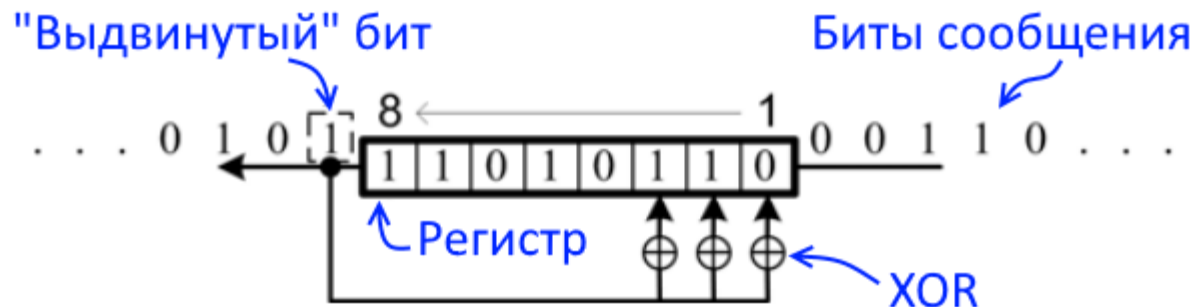 "Выдвинутый" бит
Биты сообщения
8 1
. . . 0 1 0 1 1 1 0 1 0 1 1 0 0 0 1 1 0 . . .
Регистр
XOR